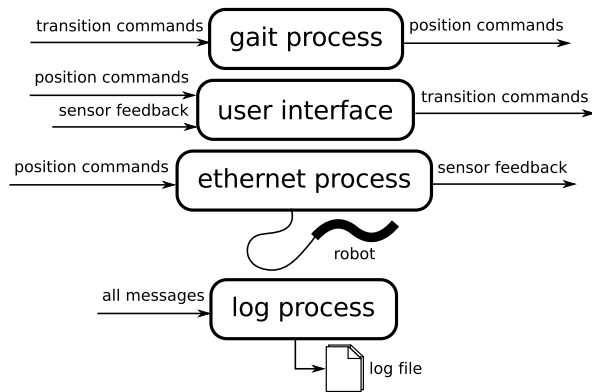 transition commands
gait process
position commands
position commands
sensor feedback
user interface
transition commands
position commands
ethernet process
sensor feedback
robot
all messages
log process
log file